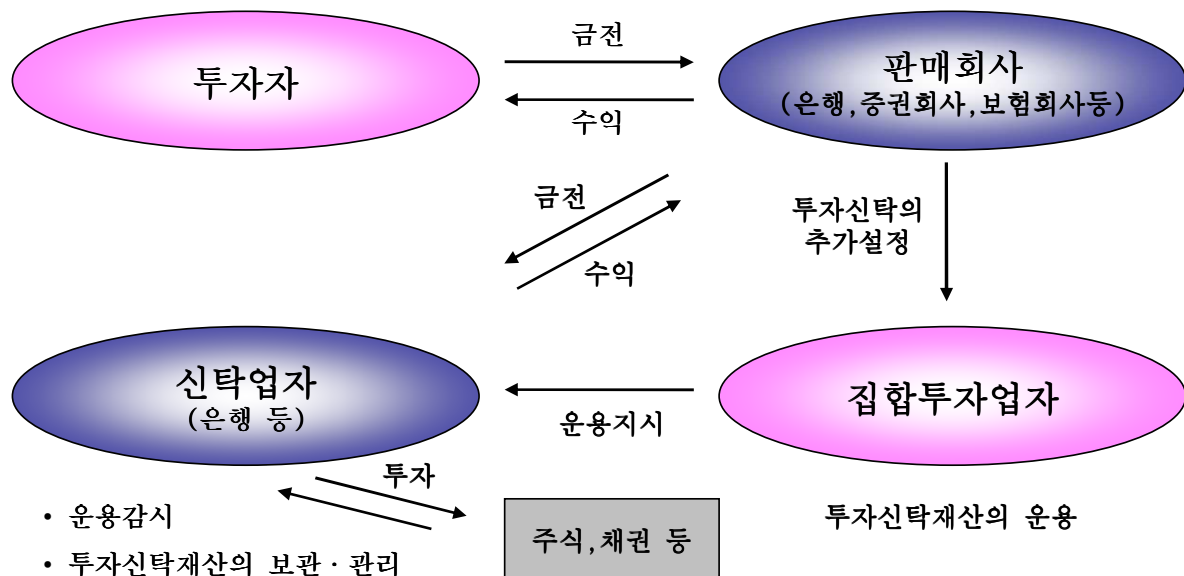 금전
투자자
판매회사
(은행,증권회사,보험회사등)
수익
금전
투자신탁의
추가설정
수익
신탁업자
(은행 등)
집합투자업자
운용지시
투자
• 운용감시
주식,채권 등
투자신탁재산의 운용
• 투자신탁재산의 보관 · 관리